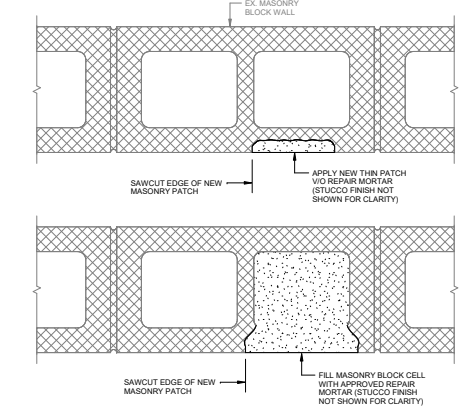 EX. MASONRY
BLOCK WALL
APPLY NEW THIN PATCH
V/O REPAIR MORTAR
(STUCCO FINISH NOT
SHOWN FOR CLARITY)
SAWCUT EDGE OF NEW
MASONRY PATCH
FILL MASONRY BLOCK CELL
WITH APPROVED REPAIR
MORTAR (STUCCO FINISH
NOT SHOWN FOR CLARITY)
SAWCUT EDGE OF NEW
MASONRY PATCH